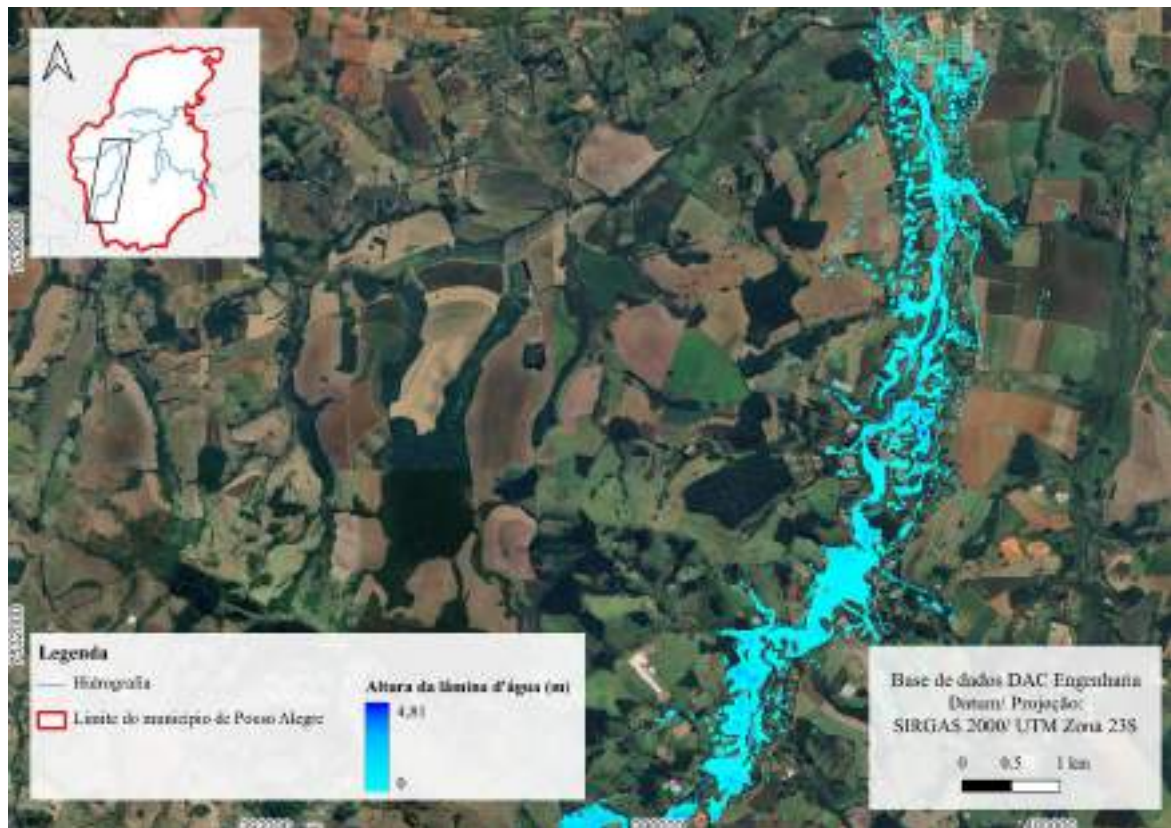 Legenda
Hidrografia
Limite do município de Pouso Alegre
Altura da lâmina d'água (m)
4,81
0
Base de dados DAC Engenharia
Datum/ Projeção:
SIRGAS 2000/ UTM Zona 23S
0 0.5 1 km